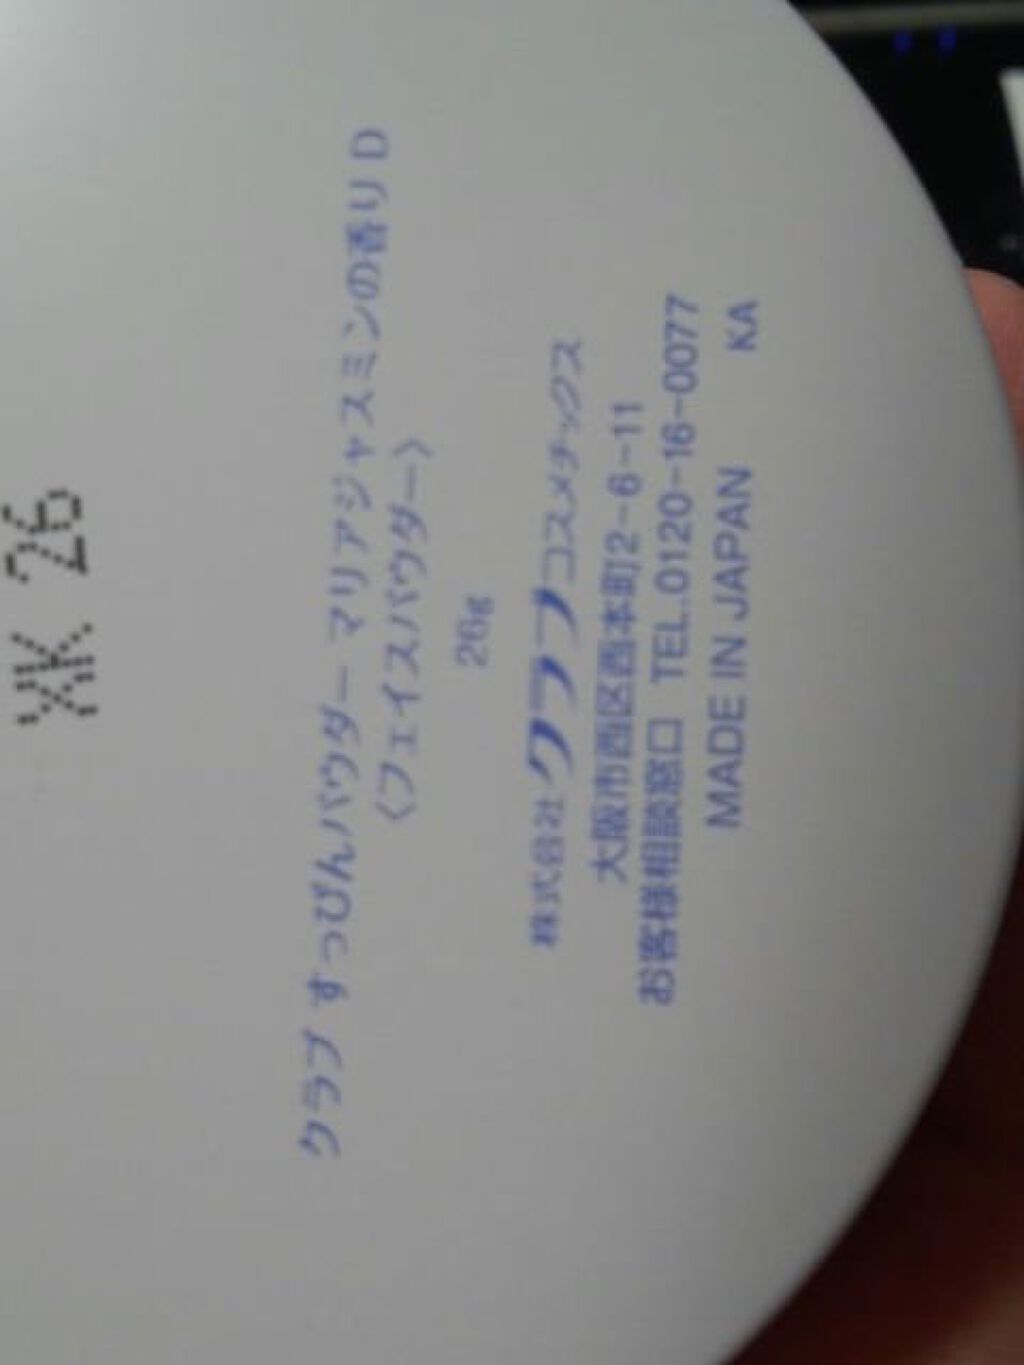 XK 26
クラブ すっぴんパウダー マリアジャスミンの香り D
〈フェイスパウダー〉
26g
株式会社クラブコスメチックス
大阪市西区西本町2-6-11
お客様相談窓口 TEL.0120-16-0077
MADE IN JAPAN KA